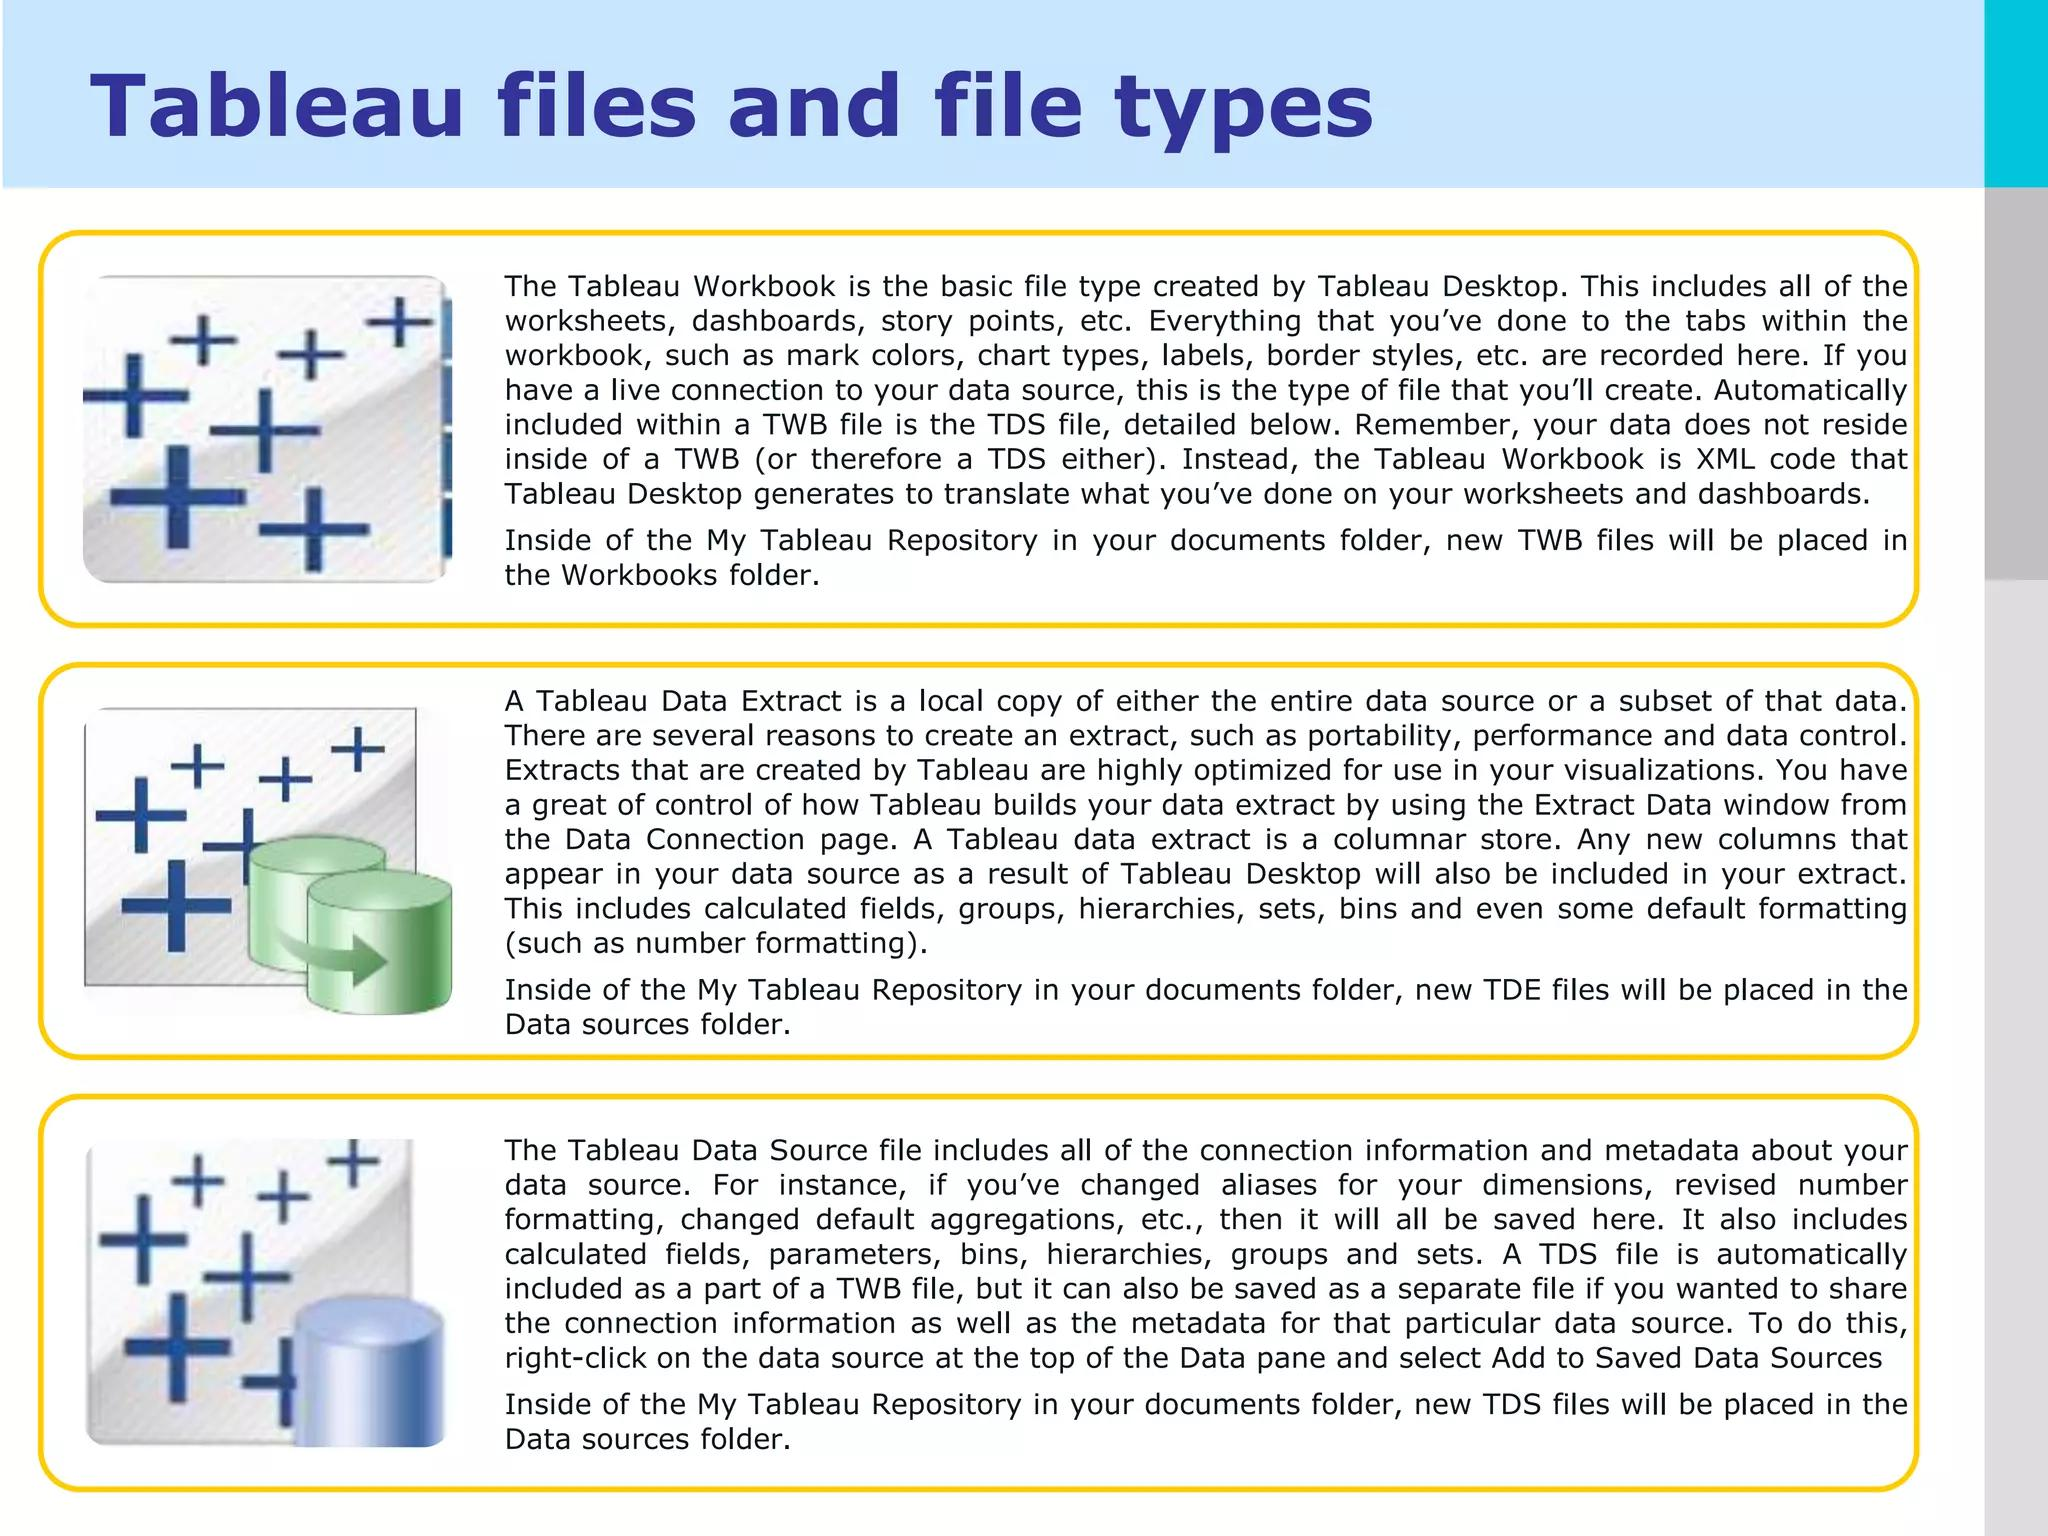 Tableau files and file types
The Tableau Workbook is the basic file type created by Tableau Desktop. This includes all of the
worksheets, dashboards, story points, etc. Everything that you’ve done to the tabs within the
workbook, such as mark colors, chart types, labels, border styles, etc. are recorded here. If you
have a live connection to your data source, this is the type of file that you’ll create. Automatically
included within a TWB file is the TDS file, detailed below. Remember, your data does not reside
inside of a TWB (or therefore a TDS either). Instead, the Tableau Workbook is XML code that
Tableau Desktop generates to translate what you’ve done on your worksheets and dashboards.
Inside of the My Tableau Repository in your documents folder, new TWB files will be placed in
the Workbooks folder.
A Tableau Data Extract is a local copy of either the entire data source or a subset of that data.
There are several reasons to create an extract, such as portability, performance and data control.
Extracts that are created by Tableau are highly optimized for use in your visualizations. You have
a great of control of how Tableau builds your data extract by using the Extract Data window from
the Data Connection page. A Tableau data extract is a columnar store. Any new columns that
appear in your data source as a result of Tableau Desktop will also be included in your extract.
This includes calculated fields, groups, hierarchies, sets, bins and even some default formatting
(such as number formatting).
Inside of the My Tableau Repository in your documents folder, new TDE files will be placed in the
Data sources folder.
The Tableau Data Source file includes all of the connection information and metadata about your
data source. For instance, if you’ve changed aliases for your dimensions, revised number
formatting, changed default aggregations, etc., then it will all be saved here. It also includes
calculated fields, parameters, bins, hierarchies, groups and sets. A TDS file is automatically
included as a part of a TWB file, but it can also be saved as a separate file if you wanted to share
the connection information as well as the metadata for that particular data source. To do this,
right-click on the data source at the top of the Data pane and select Add to Saved Data Sources
Inside of the My Tableau Repository in your documents folder, new TDS files will be placed in the
Data sources folder.